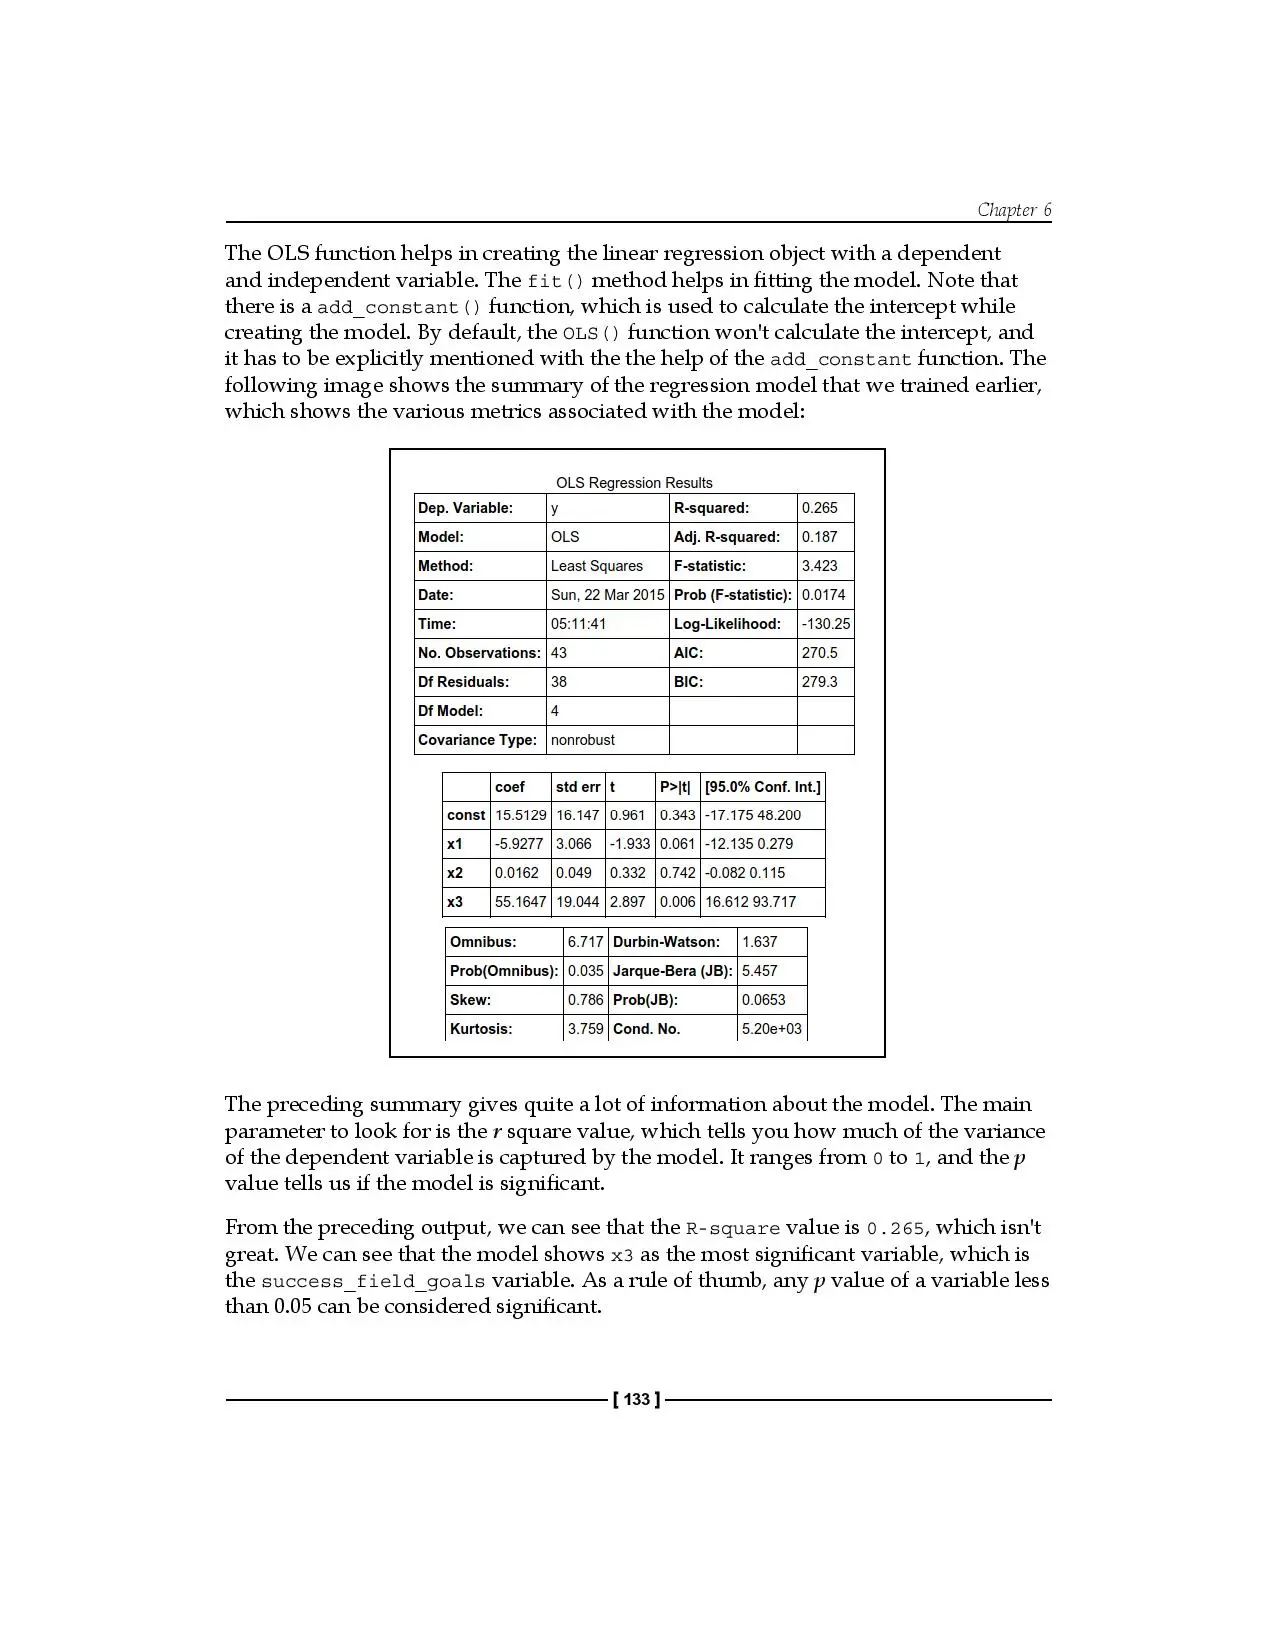 Chapter 6
The OLS function helps in creating the linear regression object with a dependent
and independent variable. The fit() method helps in fitting the model. Note that
there is a add_constant() function, which is used to calculate the intercept while
creating the model. By default, the OLS() function won't calculate the intercept, and
it has to be explicitly mentioned with the the help of the add_constant function. The
following image shows the summary of the regression model that we trained earlier,
which shows the various metrics associated with the model:
OLS Regression Results
Dep. Variable: y R-squared: 0.265
Model: OLS Adj. R-squared: 0.187
Method: Least Squares F-statistic: 3.423
Date: Sun, 22 Mar 2015 Prob (F-statistic): 0.0174
Time: 05:11:41 Log-Likelihood: -130.25
No. Observations: 43 AIC: 270.5
Df Residuals: 38 BIC: 279.3
Df Model: 4
Covariance Type: nonrobust
coef std err t P>|t| [95.0% Conf. Int.]
const 15.5129 16.147 0.961 0.343 -17.175 48.200
x1 -5.9277 3.066 -1.933 0.061 -12.135 0.279
x2 0.0162 0.049 0.332 0.742 -0.082 0.115
x3 55.1647 19.044 2.897 0.006 16.612 93.717
Omnibus: 6.717 Durbin-Watson: 1.637
Prob(Omnibus): 0.035 Jarque-Bera (JB): 5.457
Skew: 0.786 Prob(JB): 0.0653
Kurtosis: 3.759 Cond. No. 5.20e+03
The preceding summary gives quite a lot of information about the model. The main
parameter to look for is the r square value, which tells you how much of the variance
of the dependent variable is captured by the model. It ranges from 0 to 1, and the p
value tells us if the model is significant.
From the preceding output, we can see that the R-square value is 0.265, which isn't
great. We can see that the model shows x3 as the most significant variable, which is
the success_field_goals variable. As a rule of thumb, any p value of a variable less
than 0.05 can be considered significant.
[ 133 ]